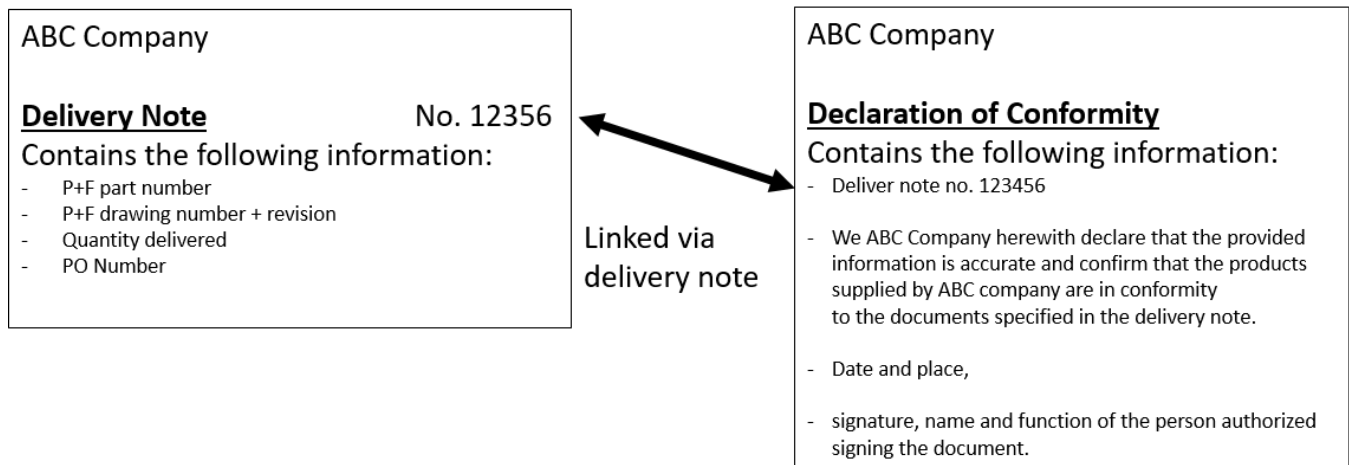 ABC Company
Delivery Note No. 12356
Contains the following information:
- P+F part number
- P+F drawing number + revision
- Quantity delivered
- PO Number
Linked via
delivery note
ABC Company
Declaration of Conformity
Contains the following information:
- Deliver note no. 123456
- We ABC Company herewith declare that the provided
information is accurate and confirm that the products
supplied by ABC company are in conformity
to the documents specified in the delivery note.
- Date and place,
- signature, name and function of the person authorized
signing the document.